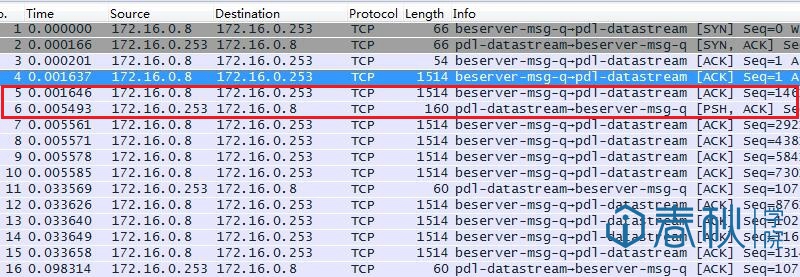 o. Time Source Destination Protocol Length Info
1 0.000000 172.16.0.8 172.16.0.253 TCP 66 beserver-msg-q→pdl-datastream [SYN] Seq=0 W
2 0.000166 172.16.0.253 172.16.0.8 TCP 66 pdl-datastream→beserver-msg-q [SYN, ACK] Se
3 0.000201 172.16.0.8 172.16.0.253 TCP 54 beserver-msg-q→pdl-datastream [ACK] Seq=1 A
4 0.001637 172.16.0.8 172.16.0.253 TCP 1514 beserver-msg-q→pdl-datastream [ACK] Seq=1 A
5 0.001646 172.16.0.8 172.16.0.253 TCP 1514 beserver-msg-q→pdl-datastream [ACK] Seq=146
6 0.005493 172.16.0.253 172.16.0.8 TCP 160 pdl-datastream→beserver-msg-q [PSH, ACK] Se
7 0.005561 172.16.0.8 172.16.0.253 TCP 1514 beserver-msg-q→pdl-datastream [ACK] Seq=292
8 0.005571 172.16.0.8 172.16.0.253 TCP 1514 beserver-msg-q→pdl-datastream [ACK] Seq=438
9 0.005578 172.16.0.8 172.16.0.253 TCP 1514 beserver-msg-q→pdl-datastream [ACK] Seq=584
10 0.005585 172.16.0.8 172.16.0.253 TCP 1514 beserver-msg-q→pdl-datastream [ACK] Seq=730
11 0.033569 172.16.0.253 172.16.0.8 TCP 60 pdl-datastream→beserver-msg-q [ACK] Seq=107
12 0.033626 172.16.0.8 172.16.0.253 TCP 1514 beserver-msg-q→pdl-datastream [ACK] Seq=876
13 0.033640 172.16.0.8 172.16.0.253 TCP 1514 beserver-msg-q→pdl-datastream [ACK] Seq=102
14 0.033649 172.16.0.8 172.16.0.253 TCP 1514 beserver-msg-q→pdl-datastream [ACK] Seq=116
15 0.033658 172.16.0.8 172.16.0.253 TCP 1514 beserver-msg-q→pdl-datastream [ACK] Seq=131
16 0.098314 172.16.0.253 172.16.0.8 TCP 60 pdl-datastream→beserver-msg-q [ACK] Seq=107
春秋学院